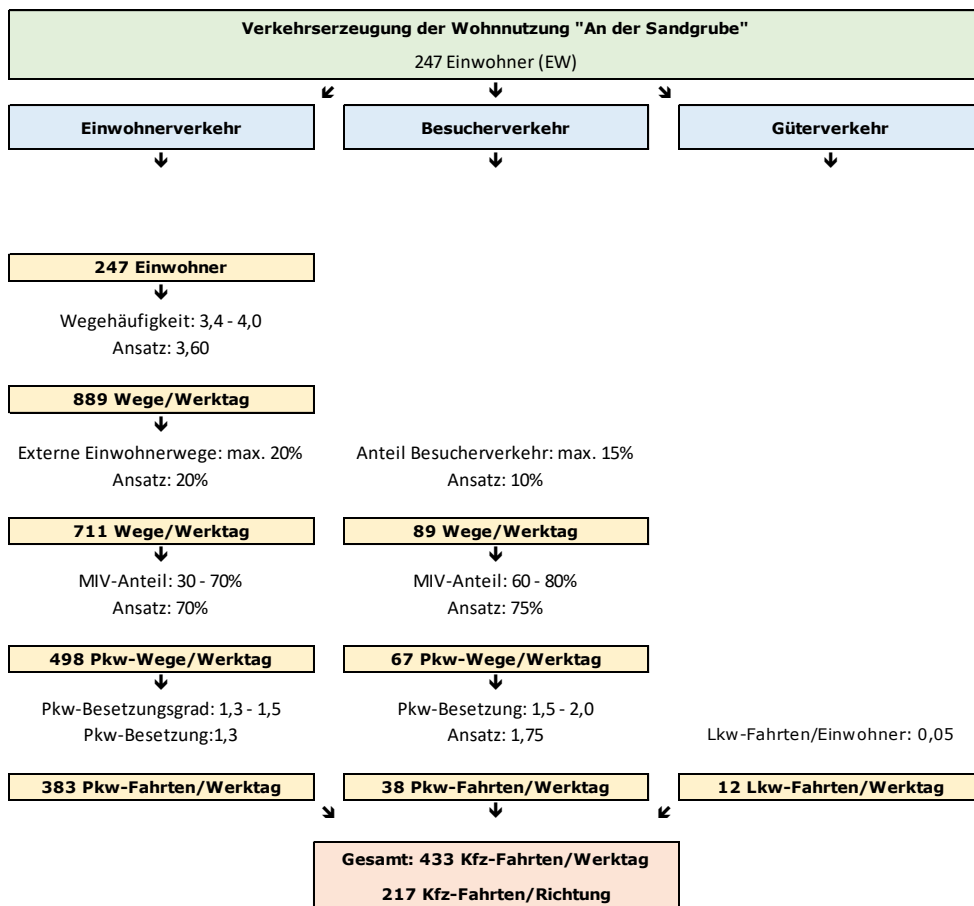 Verkehrserzeugung der Wohnnutzung "An der Sandgrube"
247 Einwohner (EW)
Einwohnerverkehr
Besucherverkehr
Güterverkehr
247 Einwohner
Wegehäufigkeit: 3,4 - 4,0
Ansatz: 3,60
889 Wege/Werktag
Externe Einwohnerwege: max. 20%
Ansatz: 20%
Anteil Besucherverkehr: max. 15%
Ansatz: 10%
711 Wege/Werktag
89 Wege/Werktag
MIV-Anteil: 30 - 70%
Ansatz: 70%
MIV-Anteil: 60 - 80%
Ansatz: 75%
498 Pkw-Wege/Werktag
67 Pkw-Wege/Werktag
Pkw-Besetzungsgrad: 1,3 - 1,5
Pkw-Besetzung:1,3
Pkw-Besetzung: 1,5 - 2,0
Ansatz: 1,75
Lkw-Fahrten/Einwohner: 0,05
383 Pkw-Fahrten/Werktag
38 Pkw-Fahrten/Werktag
12 Lkw-Fahrten/Werktag
Gesamt: 433 Kfz-Fahrten/Werktag
217 Kfz-Fahrten/Richtung